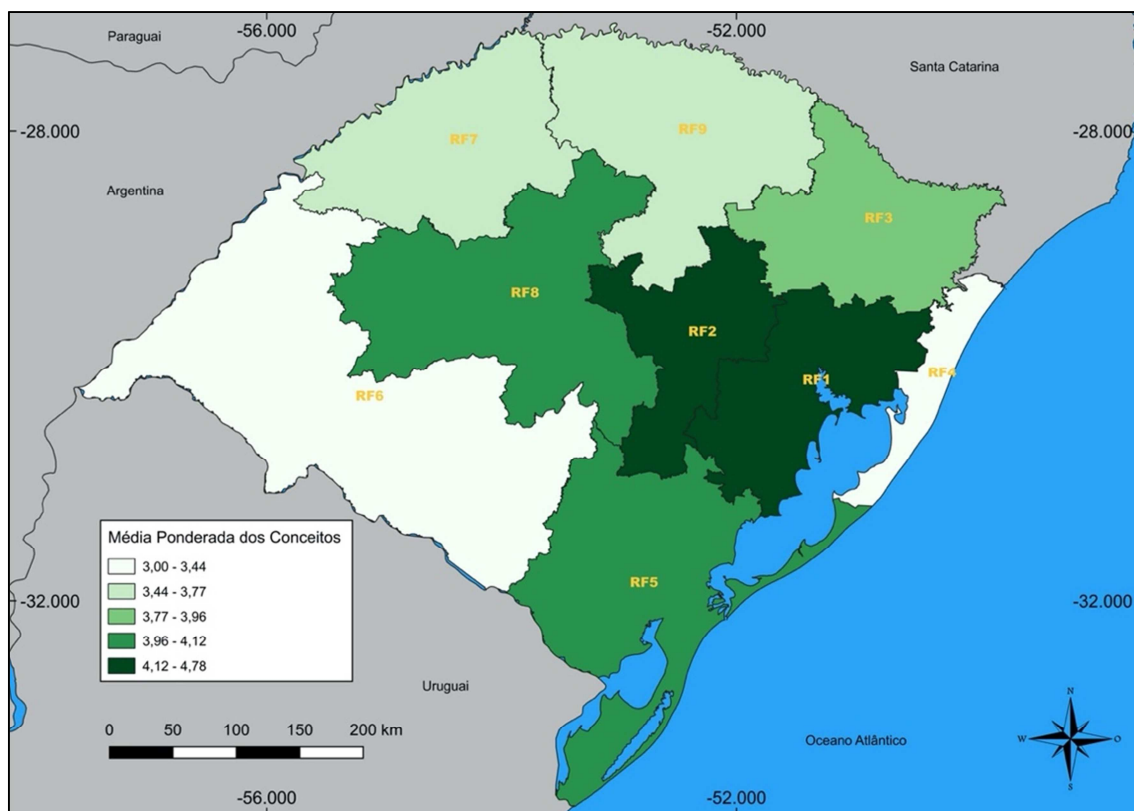 Paraguai
-56.000
-52.000
Santa Catarina
-28.000
-28.000
RF7
RF9
Argentina
RF3
RF8
RF2
RF1
RF4
RF6
Média Ponderada dos Conceitos
3,00 - 3,44
3,44 - 3,77
3,77 - 3,96
3,96 - 4,12
4,12 - 4,78
RF5
-32.000
-32.000
Uruguai
0 50 100 150 200 km
Oceano Atlântico
N
W O
S
-56.000
-52.000